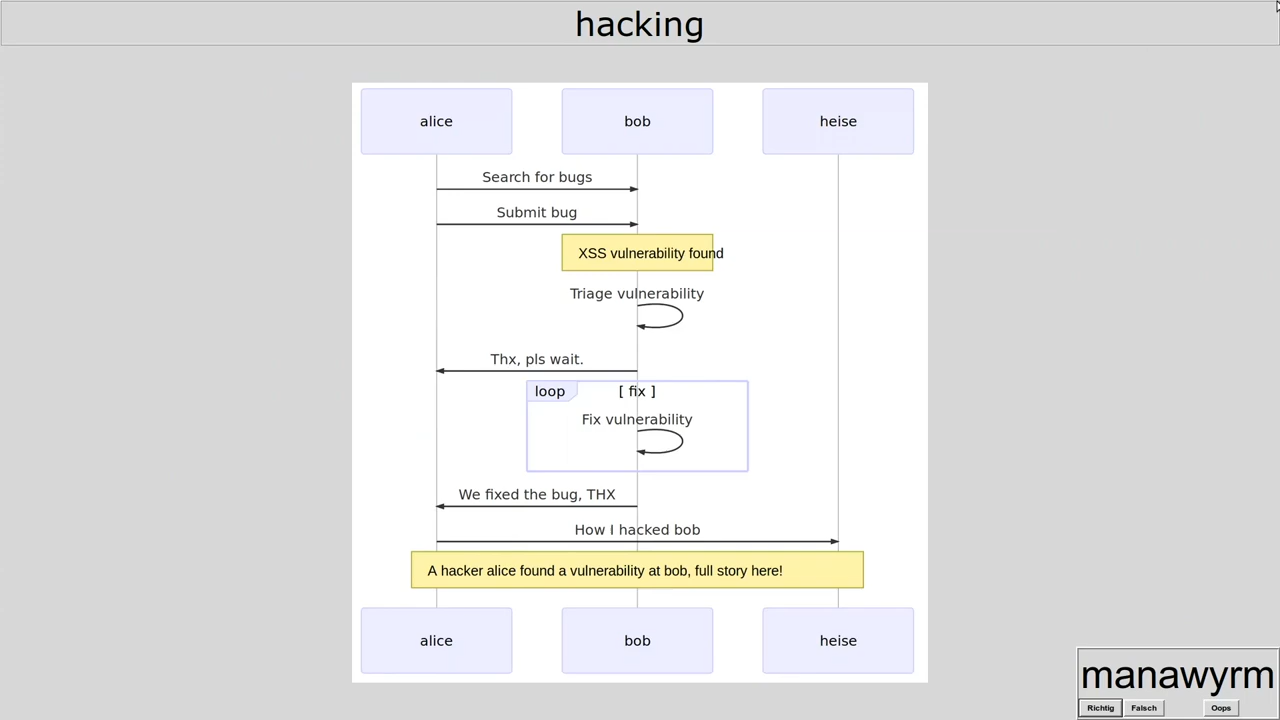 hacking
alice
bob
heise
Search for bugs
Submit bug
XSS vulnerability found
Triage vulnerability
Thx, pls wait.
loop
[ fix ]
Fix vulnerability
We fixed the bug, THX
How I hacked bob
A hacker alice found a vulnerability at bob, full story here!
alice
bob
heise
manawyrm
Richtig
Falsch
Oops